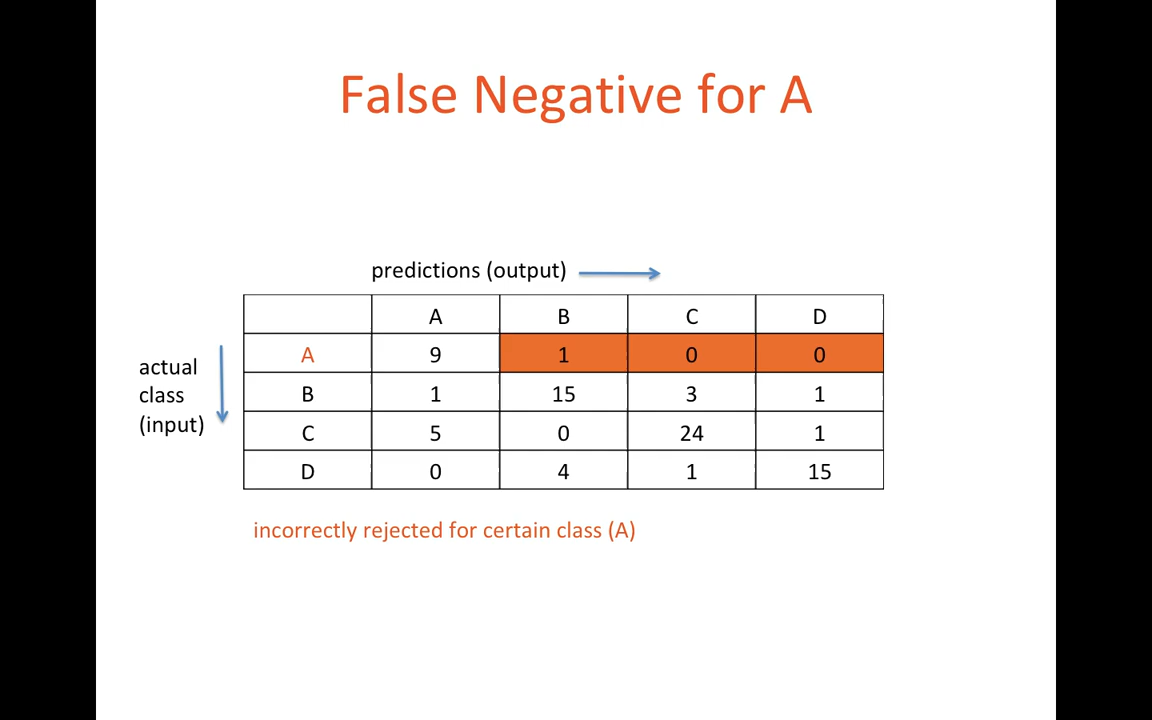 False Negative for A
predictions (output)
A B C D
A 9 1 0 0
B 1 15 3 1
C 5 0 24 1
D 0 4 1 15
actual
class
(input)
incorrectly rejected for certain class (A)